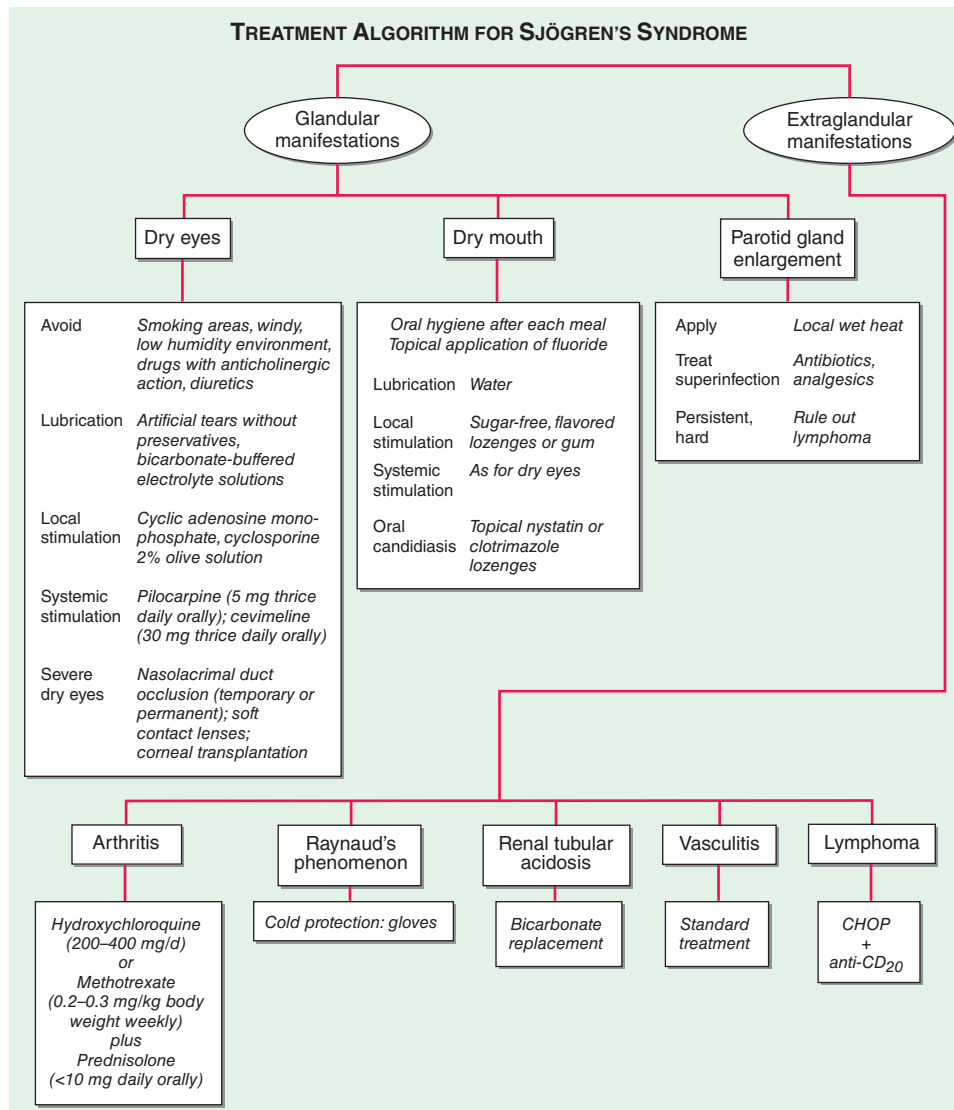 TREATMENT ALGORITHM FOR SJÖGREN'S SYNDROME
Glandular
manifestations
Extraglandular
manifestations
Dry eyes
Dry mouth
Parotid gland
enlargement
Avoid Smoking areas, windy,
low humidity environment,
drugs with anticholinergic
action, diuretics
Lubrication Artificial tears without
preservatives,
bicarbonate-buffered
electrolyte solutions
Local Cyclic adenosine mono-
stimulation phosphate, cyclosporine
2% olive solution
Systemic Pilocarpine (5 mg thrice
stimulation daily orally); cevimeline
(30 mg thrice daily orally)
Severe Nasolacrimal duct
dry eyes occlusion (temporary or
permanent); soft
contact lenses;
corneal transplantation
Oral hygiene after each meal
Topical application of fluoride
Lubrication Water
Local Sugar-free, flavored
stimulation lozenges or gum
Systemic As for dry eyes
stimulation
Oral Topical nystatin or
candidiasis clotrimazole
lozenges
Apply Local wet heat
Treat Antibiotics,
superinfection analgesics
Persistent, Rule out
hard lymphoma
Arthritis
Raynaud's
phenomenon
Renal tubular
acidosis
Vasculitis
Lymphoma
Hydroxychloroquine
(200–400 mg/d)
or
Methotrexate
(0.2–0.3 mg/kg body
weight weekly)
plus
Prednisolone
(<10 mg daily orally)
Cold protection: gloves
Bicarbonate
replacement
Standard
treatment
CHOP
+
anti-CD20